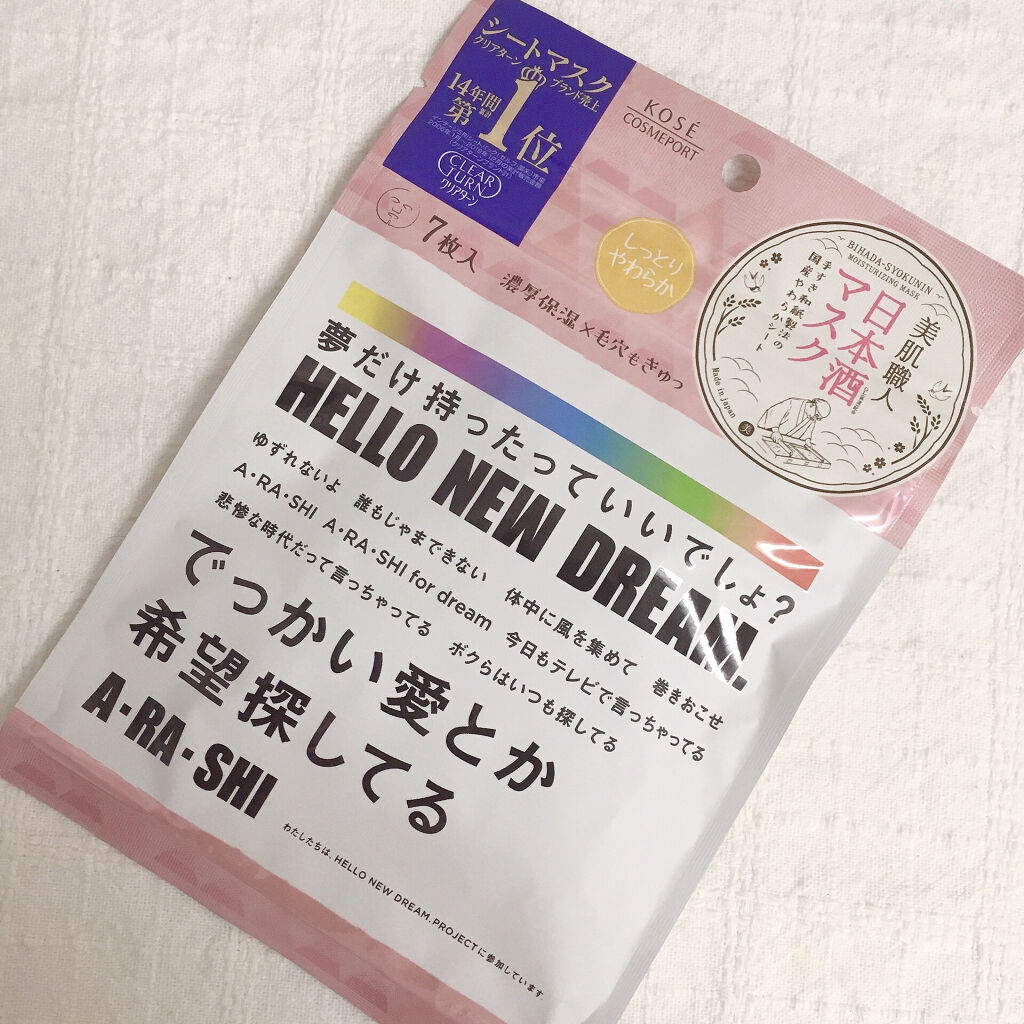 シートマスク
クリアターン ブランド売上
14年間累計
第1位
CLEAR
TURN
クリアターン
KOSÉ
COSMEPORT
7枚入
濃厚保湿×毛穴もぎゅっ
しっとり
やわらか
BIHADA-SYOKUNIN
MOISTURIZING MASK
美肌職人
日本酒
マスク
手すき和紙製法の
国産やわらかシート
Made in Japan
美
夢だけ持ったっていいでしょ?
HELLO NEW DREAM.
ゆずれないよ 誰もじゃまできない 体中に風を集めて 巻きおこせ
A・RA・SHI A・RA・SHI for dream 今日もテレビで言っちゃってる
悲惨な時代だって言っちゃってる ボクらはいつも探してる
でっかい愛とか
希望探してる
A・RA・SHI
わたしたちは、HELLO NEW DREAM.PROJECTに参加しています。